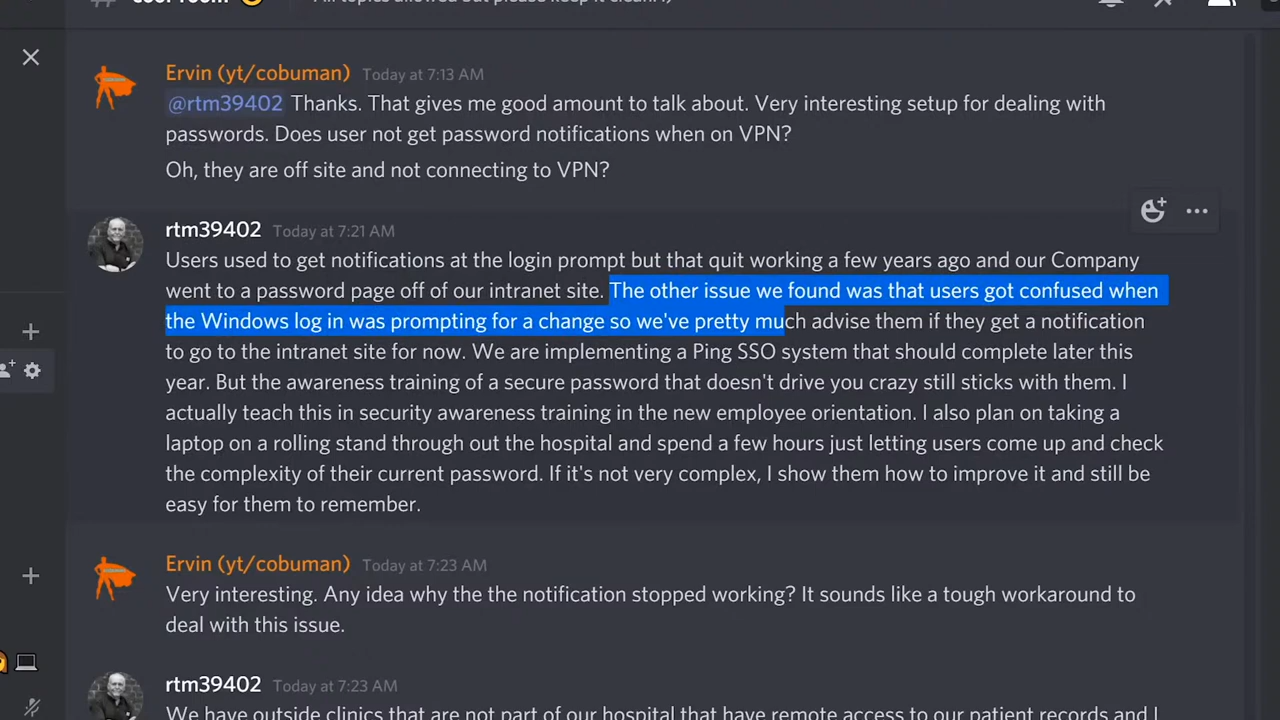 Ervin (yt/cobuman) Today at 7:13 AM
@rtm39402 Thanks. That gives me good amount to talk about. Very interesting setup for dealing with
passwords. Does user not get password notifications when on VPN?
Oh, they are off site and not connecting to VPN?
rtm39402 Today at 7:21 AM
Users used to get notifications at the login prompt but that quit working a few years ago and our Company
went to a password page off of our intranet site. The other issue we found was that users got confused when
the Windows log in was prompting for a change so we've pretty much advise them if they get a notification
to go to the intranet site for now. We are implementing a Ping SSO system that should complete later this
year. But the awareness training of a secure password that doesn't drive you crazy still sticks with them. I
actually teach this in security awareness training in the new employee orientation. I also plan on taking a
laptop on a rolling stand through out the hospital and spend a few hours just letting users come up and check
the complexity of their current password. If it's not very complex, I show them how to improve it and still be
easy for them to remember.
Ervin (yt/cobuman) Today at 7:23 AM
Very interesting. Any idea why the the notification stopped working? It sounds like a tough workaround to
deal with this issue.
rtm39402 Today at 7:23 AM
We have outside clinics that are not part of our hospital that have remote access to our patient records and I